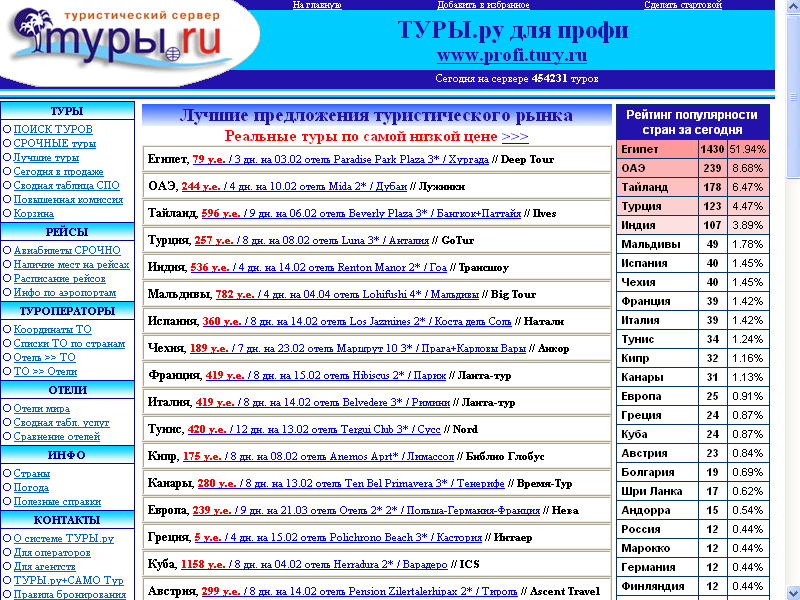 На главную Добавить в избранное Сделать стартовой
туристический сервер
туры.ru
ТУРЫ.ру для профи
www.profi.tury.ru
Сегодня на сервере 454231 туров
ТУРЫ
ПОИСК ТУРОВ
СРОЧНЫЕ туры
Лучшие туры
Сегодня в продаже
Сводная таблица СПО
Повышенная комиссия
Корзина
РЕЙСЫ
Авиабилеты СРОЧНО
Наличие мест на рейсах
Расписание рейсов
Инфо по аэропортам
ТУРОПЕРАТОРЫ
Координаты ТО
Списки ТО по странам
Отель >> ТО
ТО >> Отели
ОТЕЛИ
Отели мира
Сводная табл. услуг
Сравнение отелей
ИНФО
Страны
Погода
Полезные справки
КОНТАКТЫ
О системе ТУРЫ.ру
Для операторов
Для агентств
ТУРЫ.ру+САМО Тур
Правила бронирования
Лучшие предложения туристического рынка
Реальные туры по самой низкой цене >>>
Египет, 79 у.е. / 3 дн. на 03.02 отель Paradise Park Plaza 3* / Хургада // Deep Tour
ОАЭ, 244 у.е. / 4 дн. на 10.02 отель Mida 2* / Дубаи // Лужники
Тайланд, 596 у.е. / 9 дн. на 06.02 отель Beverly Plaza 3* / Бангкок+Паттайя // Ilves
Турция, 257 у.е. / 8 дн. на 08.02 отель Luna 3* / Анталия // GoTur
Индия, 536 у.е. / 4 дн. на 14.02 отель Renton Manor 2* / Гоа // Трансшоу
Мальдивы, 782 у.е. / 4 дн. на 04.04 отель Lohifushi 4* / Мальдивы // Big Tour
Испания, 360 у.е. / 8 дн. на 14.02 отель Los Jazmines 2* / Коста дель Соль // Натали
Чехия, 189 у.е. / 7 дн. на 23.02 отель Маршрут 10 3* / Прага+Карловы Вары // Анкор
Франция, 419 у.е. / 8 дн. на 15.02 отель Hibiscus 2* / Париж // Ланта-тур
Италия, 419 у.е. / 8 дн. на 14.02 отель Belvedere 3* / Римини // Ланта-тур
Тунис, 420 у.е. / 12 дн. на 13.02 отель Tergui Club 3* / Сусс // Nord
Кипр, 175 у.е. / 8 дн. на 08.02 отель Anemos Aprt* / Лимассол // Библио Глобус
Канары, 280 у.е. / 8 дн. на 13.02 отель Ten Bel Primavera 3* / Тенерифе // Время-Тур
Европа, 239 у.е. / 9 дн. на 21.03 отель Отель 2* 2* / Польша-Германия-Франция // Нева
Греция, 5 у.е. / 4 дн. на 15.02 отель Polichrono Beach 3* / Кастория // Интаер
Куба, 1158 у.е. / 8 дн. на 04.02 отель Herradura 2* / Варадеро // ICS
Австрия, 299 у.е. / 8 дн. на 14.02 отель Pension Zilertalerhipax 2* / Тироль // Ascent Travel
Рейтинг популярности
стран за сегодня
Египет 1430 51.94%
ОАЭ 239 8.68%
Тайланд 178 6.47%
Турция 123 4.47%
Индия 107 3.89%
Мальдивы 49 1.78%
Испания 40 1.45%
Чехия 40 1.45%
Франция 39 1.42%
Италия 39 1.42%
Тунис 34 1.24%
Кипр 32 1.16%
Канары 31 1.13%
Европа 25 0.91%
Греция 24 0.87%
Куба 24 0.87%
Австрия 23 0.84%
Болгария 19 0.69%
Шри Ланка 17 0.62%
Андорра 15 0.54%
Россия 12 0.44%
Марокко 12 0.44%
Германия 12 0.44%
Финляндия 12 0.44%